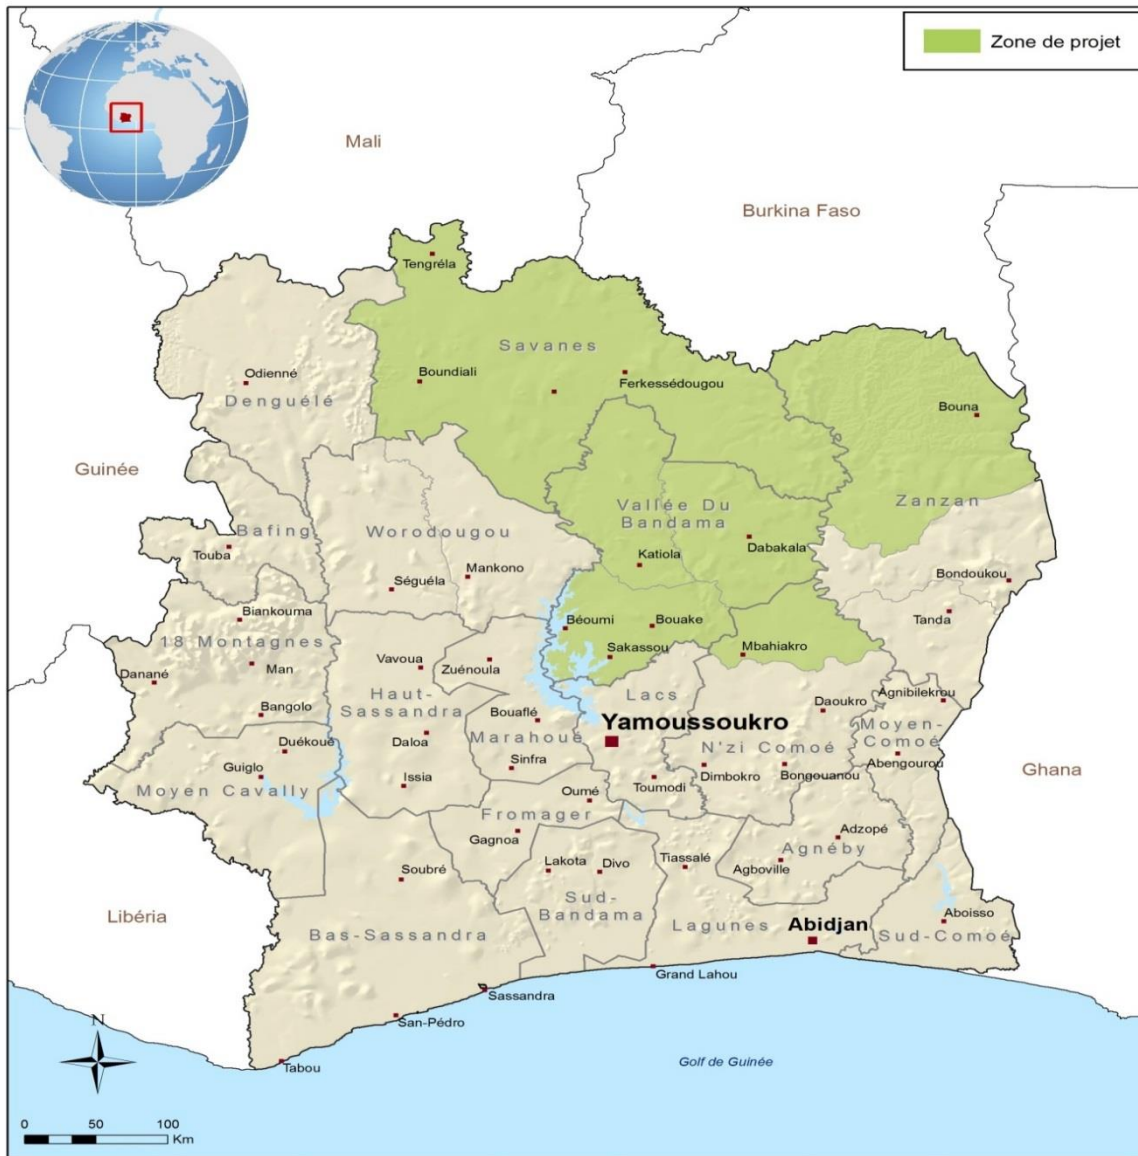 Zone de projet
Mali
Burkina Faso
Tengréla
Savanes
Boundiali
Ferkessédougou
Odienné
Denguélé
Bouna
Guinée
Zanzan
Vallée Du
Bandama
Worodougou
Bafing
Dabakala
Touba
Katiola
Mankono
Séguéla
Bondoukou
Biankouma
Tanda
18 Montagnes
Béoumi
Bouake
Sakassou
Mbahiakro
Vavoua
Zuénoula
Man
Danané
Lacs
Haut-
Sassandra
Agnibilekrou
Daoukro
Bangolo
Bouaflé
Yamoussoukro
Moyen-
Comoé
Marahoué
Daloa
Duékoué
N'zi Comoé
Abengourou
Sinfra
Dimbokro
Bongouanou
Guiglo
Ghana
Moyen Cavally
Issia
Toumodi
Oumé
Fromager
Gagnoa
Adzopé
Agnéby
Soubré
Lakota
Divo
Tiassalé
Agboville
Sud-
Bandama
Libéria
Lagunes
Abidjan
Aboisso
Bas-Sassandra
Sud-Comoé
Grand Lahou
Sassandra
San-Pédro
N
Golf de Guinée
Tabou
0 50 100
Km